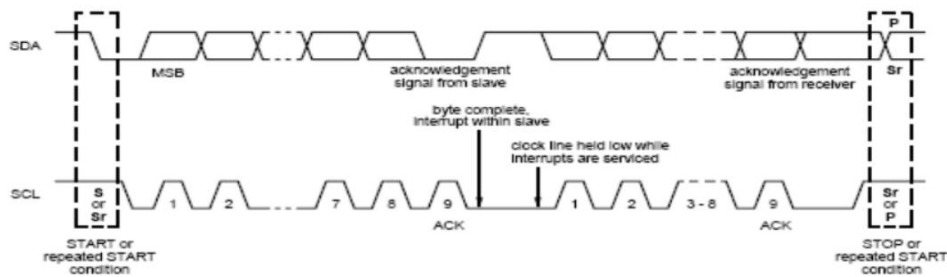 P
SDA
MSB
acknowledgement
signal from slave
acknowledgement
signal from receiver
Sr
byte complete,
interrupt within slave
clock line held low while
interrupts are serviced
SCL
S
or
Sr
1 2 7 8 9 1 2 3 - 8 9
Sr
or
P
ACK ACK
START or
repeated START
condition
STOP or
repeated START
condition